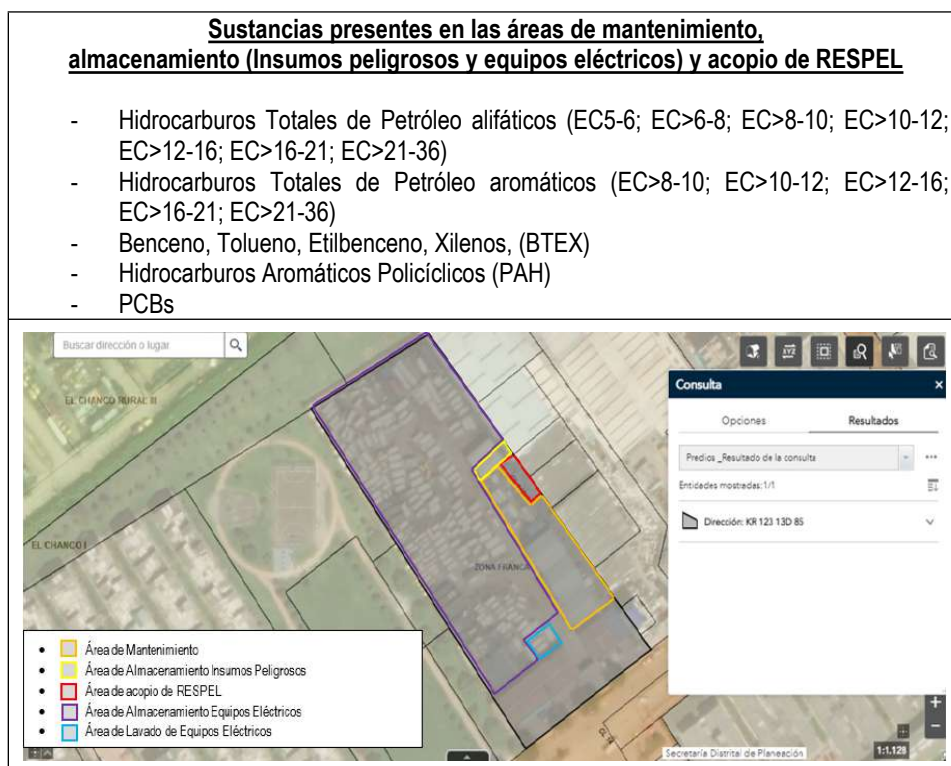 Sustancias presentes en las áreas de mantenimiento,
almacenamiento (Insumos peligrosos y equipos eléctricos) y acopio de RESPEL
- Hidrocarburos Totales de Petróleo alifáticos (EC5-6; EC>6-8; EC>8-10; EC>10-12;
EC>12-16; EC>16-21; EC>21-36)
- Hidrocarburos Totales de Petróleo aromáticos (EC>8-10; EC>10-12; EC>12-16;
EC>16-21; EC>21-36)
- Benceno, Tolueno, Etilbenceno, Xilenos, (BTEX)
- Hidrocarburos Aromáticos Policíclicos (PAH)
- PCBs
Buscar dirección o lugar
EL CHANCO RURAL III
EL CHANCO I
ZONA FRANCA
Consulta
×
Opciones
Resultados
Predios _Resultado de la consulta
Entidades mostradas:1/1
Dirección: KR 123 13D 85
• Área de Mantenimiento
• Área de Almacenamiento Insumos Peligrosos
• Área de acopio de RESPEL
• Área de Almacenamiento Equipos Eléctricos
• Área de Lavado de Equipos Eléctricos
+
−
Secretaría Distrital de Planeación
1:1.128